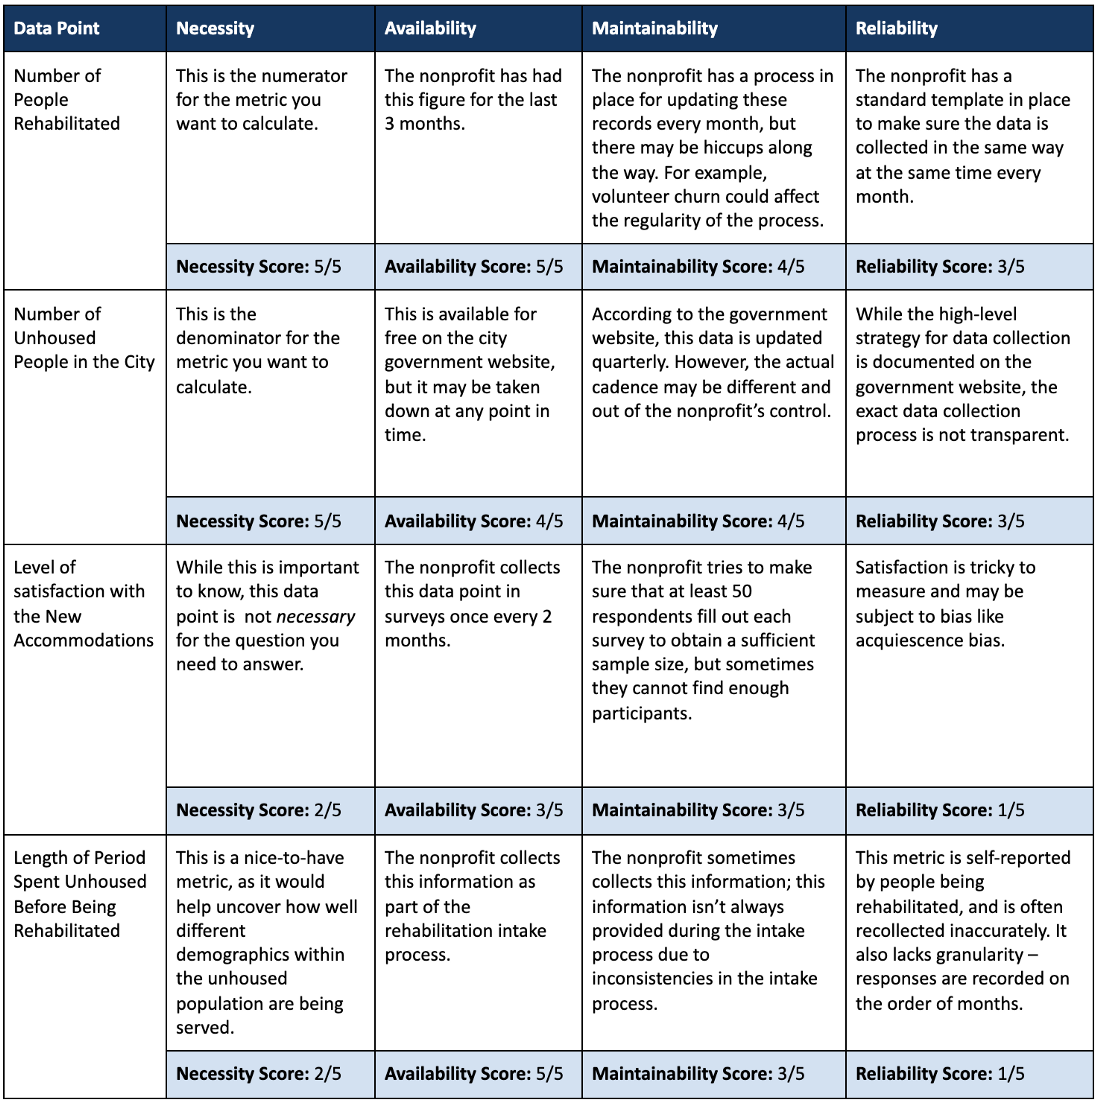 Data Point Necessity Availability Maintainability Reliability
Number of
People
Rehabilitated
This is the numerator
for the metric you
want to calculate.
The nonprofit has had
this figure for the last
3 months.
The nonprofit has a process in
place for updating these
records every month, but
there may be hiccups along
the way. For example,
volunteer churn could affect
the regularity of the process.
The nonprofit has a
standard template in place
to make sure the data is
collected in the same way
at the same time every
month.
Necessity Score: 5/5 Availability Score: 5/5 Maintainability Score: 4/5 Reliability Score: 3/5
Number of
Unhoused
People in the City
This is the
denominator for the
metric you want to
calculate.
This is available for
free on the city
government website,
but it may be taken
down at any point in
time.
According to the government
website, this data is updated
quarterly. However, the actual
cadence may be different and
out of the nonprofit’s control.
While the high-level
strategy for data collection
is documented on the
government website, the
exact data collection
process is not transparent.
Necessity Score: 5/5 Availability Score: 4/5 Maintainability Score: 4/5 Reliability Score: 3/5
Level of
satisfaction with
the New
Accommodations
While this is important
to know, this data
point is not necessary
for the question you
need to answer.
The nonprofit collects
this data point in
surveys once every 2
months.
The nonprofit tries to make
sure that at least 50
respondents fill out each
survey to obtain a sufficient
sample size, but sometimes
they cannot find enough
participants.
Satisfaction is tricky to
measure and may be
subject to bias like
acquiescence bias.
Necessity Score: 2/5 Availability Score: 3/5 Maintainability Score: 3/5 Reliability Score: 1/5
Length of Period
Spent Unhoused
Before Being
Rehabilitated
This is a nice-to-have
metric, as it would
help uncover how well
different
demographics within
the unhoused
population are being
served.
The nonprofit collects
this information as
part of the
rehabilitation intake
process.
The nonprofit sometimes
collects this information; this
information isn’t always
provided during the intake
process due to
inconsistencies in the intake
process.
This metric is self-reported
by people being
rehabilitated, and is often
recollected inaccurately. It
also lacks granularity –
responses are recorded on
the order of months.
Necessity Score: 2/5 Availability Score: 5/5 Maintainability Score: 3/5 Reliability Score: 1/5